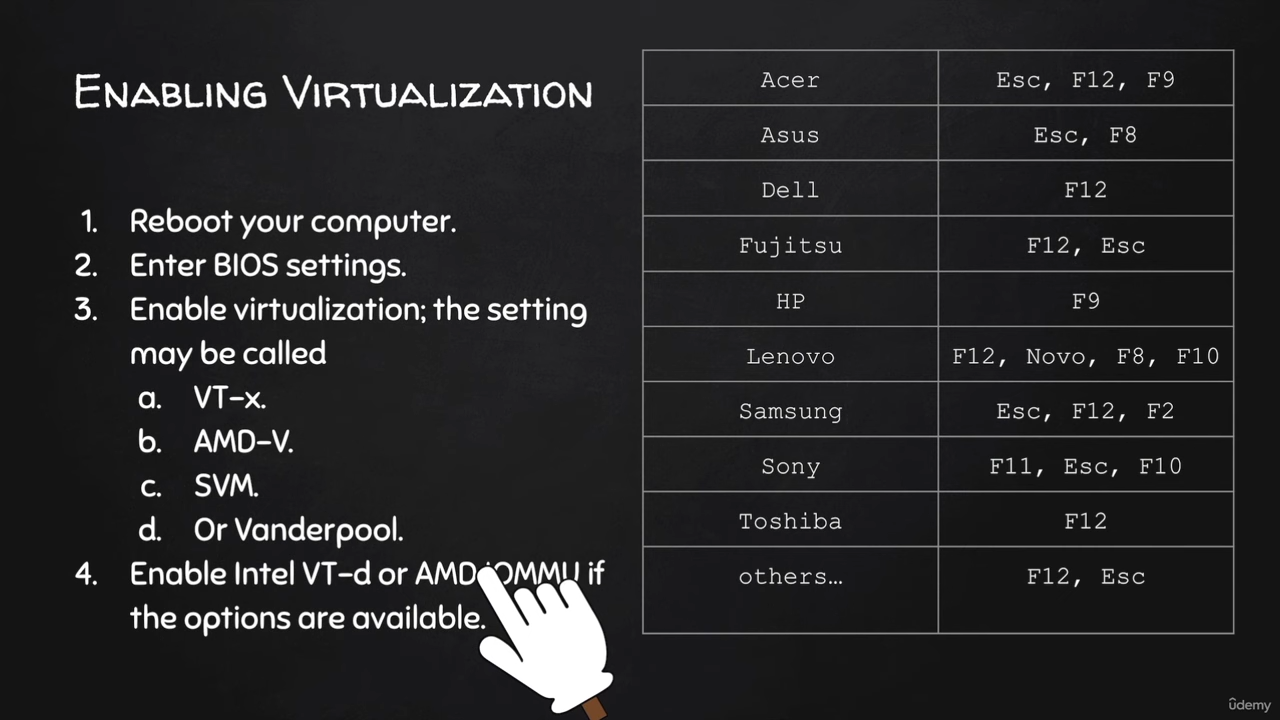 Enabling Virtualization
1. Reboot your computer.
2. Enter BIOS settings.
3. Enable virtualization; the setting
may be called
a. VT-x.
b. AMD-V.
c. SVM.
d. Or Vanderpool.
4. Enable Intel VT-d or AMD IOMMU if
the options are available.
Acer Esc, F12, F9
Asus Esc, F8
Dell F12
Fujitsu F12, Esc
HP F9
Lenovo F12, Novo, F8, F10
Samsung Esc, F12, F2
Sony F11, Esc, F10
Toshiba F12
others… F12, Esc
ûdemy